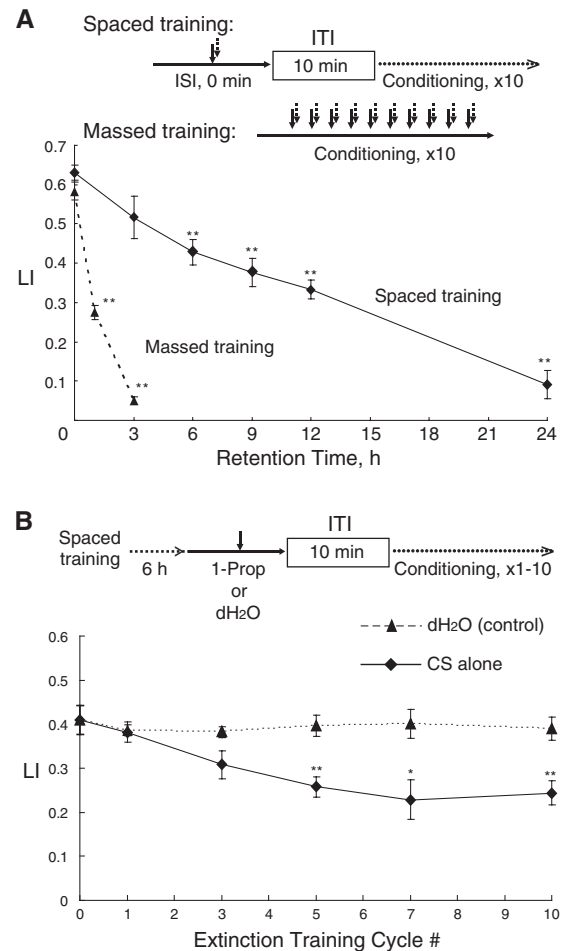 A
Spaced training:
ITI
10 min
ISI, 0 min
Conditioning, x10
Massed training:
Conditioning, x10
0.7
0.6
0.5
0.4
0.3
0.2
0.1
LI
**
**
**
**
**
**
Spaced training
Massed training
0 3 6 9 12 15 18 21 24
Retention Time, h
B
ITI
Spaced training
10 min
6 h
1-Prop
or
dH2O
Conditioning, x1-10
dH2O (control)
CS alone
0.6
0.5
0.4
0.3
0.2
0.1
0
LI
** * **
0 1 2 3 4 5 6 7 8 9 10
Extinction Training Cycle #